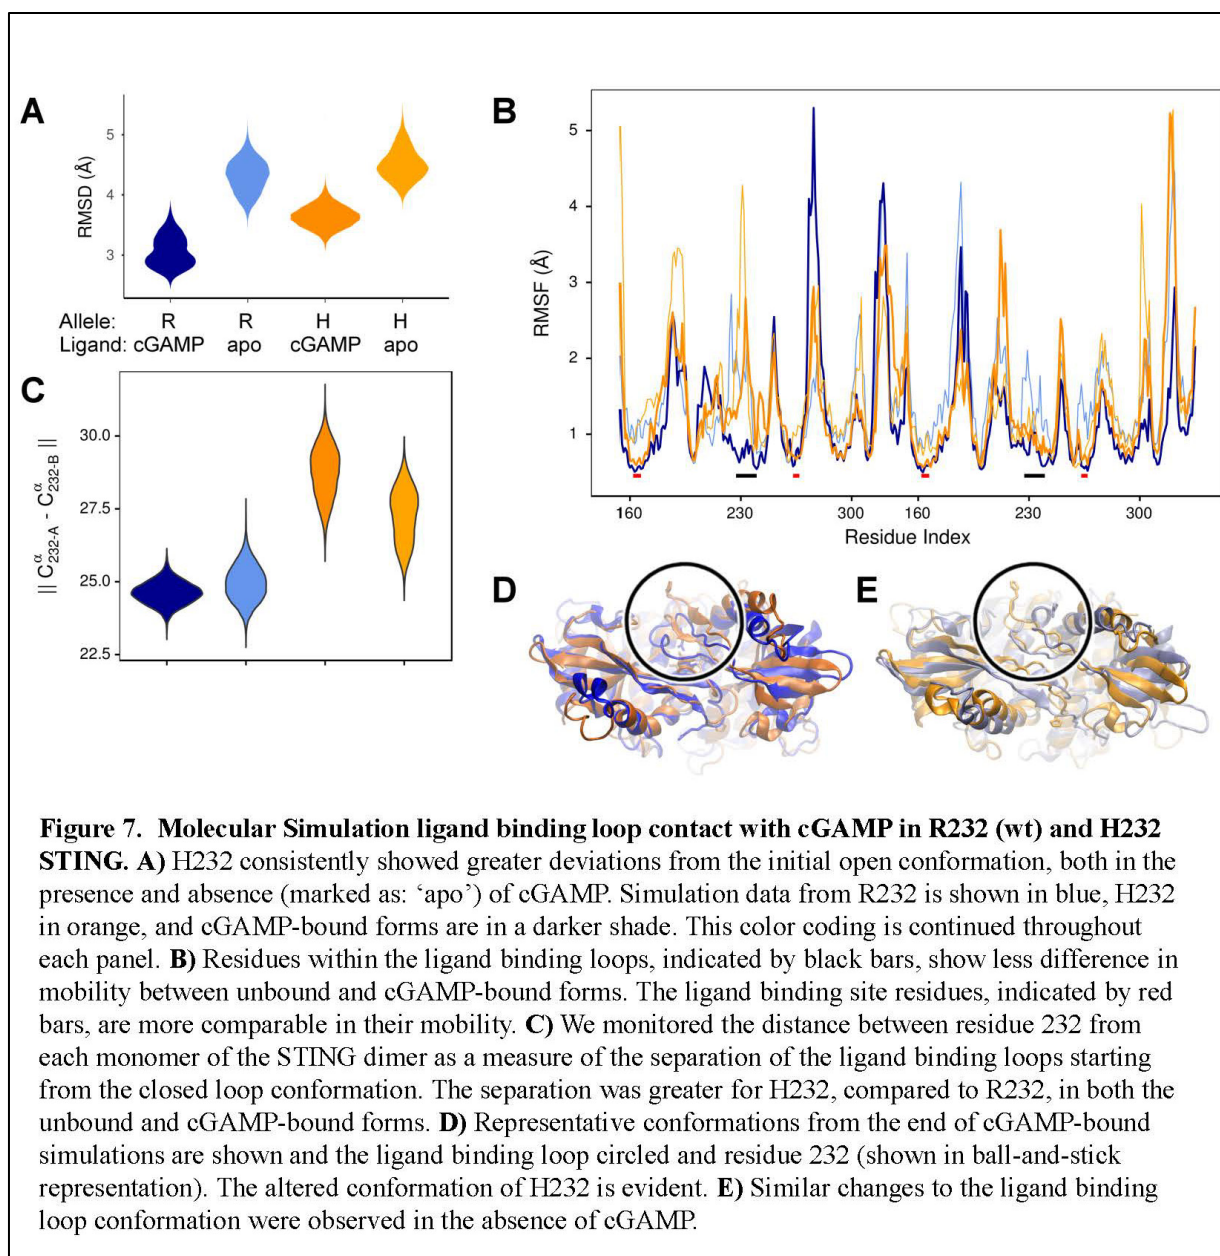 A
RMSD (Å)
5
4
3
Allele: R R H H
Ligand: cGAMP apo cGAMP apo
B
RMSF (Å)
5
4
3
2
1
160 230 300 160 230 300
Residue Index
C
|| Cα232-A - Cα232-B ||
30.0
27.5
25.0
22.5
D
E
Figure 7. Molecular Simulation ligand binding loop contact with cGAMP in R232 (wt) and H232
STING. A) H232 consistently showed greater deviations from the initial open conformation, both in the
presence and absence (marked as: ‘apo’) of cGAMP. Simulation data from R232 is shown in blue, H232
in orange, and cGAMP-bound forms are in a darker shade. This color coding is continued throughout
each panel. B) Residues within the ligand binding loops, indicated by black bars, show less difference in
mobility between unbound and cGAMP-bound forms. The ligand binding site residues, indicated by red
bars, are more comparable in their mobility. C) We monitored the distance between residue 232 from
each monomer of the STING dimer as a measure of the separation of the ligand binding loops starting
from the closed loop conformation. The separation was greater for H232, compared to R232, in both the
unbound and cGAMP-bound forms. D) Representative conformations from the end of cGAMP-bound
simulations are shown and the ligand binding loop circled and residue 232 (shown in ball-and-stick
representation). The altered conformation of H232 is evident. E) Similar changes to the ligand binding
loop conformation were observed in the absence of cGAMP.